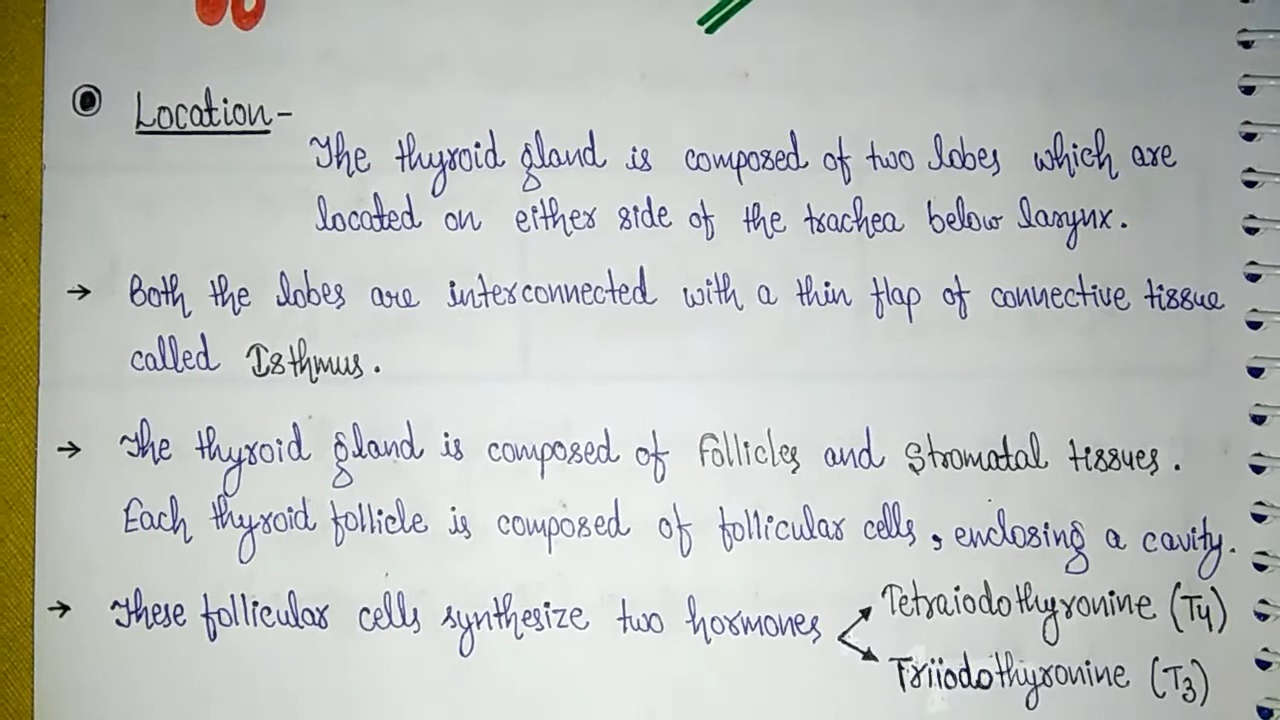 Location-
The thyroid gland is composed of two lobes which are
located on either side of the trachea below larynx.
→ Both the lobes are interconnected with a thin flap of connective tissue
called Isthmus.
→ The thyroid gland is composed of Follicles and Stromatal tissues.
Each thyroid follicle is composed of follicular cells, enclosing a cavity.
→ These follicular cells synthesize two hormones
Tetraiodothyronine (T4)
Triiodothyronine (T3)